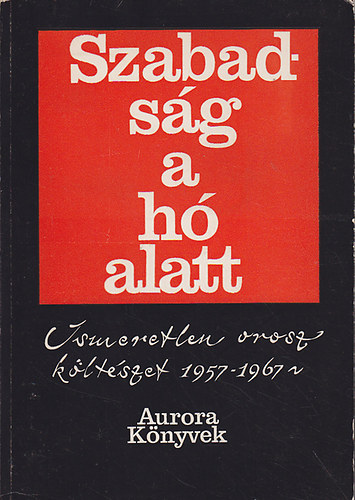 Szabad-
ság
a
hó
alatt
Ismeretlen orosz
költészet 1957-1967
Aurora
Könyvek